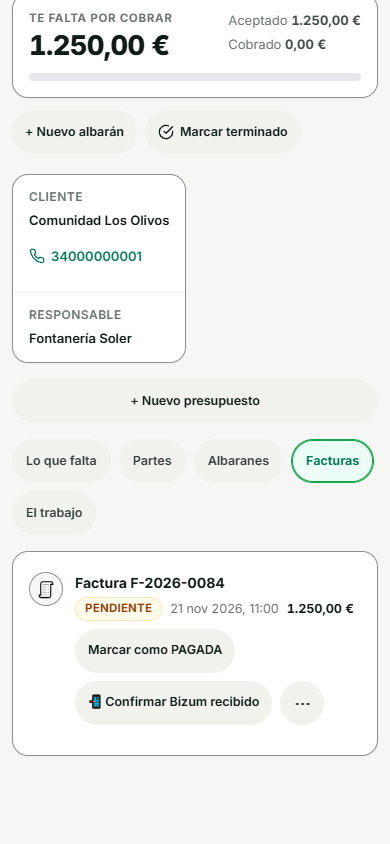 TE FALTA POR COBRAR
1.250,00 €
Aceptado 1.250,00 €
Cobrado 0,00 €
+ Nuevo albarán
Marcar terminado
CLIENTE
Comunidad Los Olivos
34000000001
RESPONSABLE
Fontanería Soler
+ Nuevo presupuesto
Lo que falta
Partes
Albaranes
Facturas
El trabajo
Factura F-2026-0084
PENDIENTE 21 nov 2026, 11:00 1.250,00 €
Marcar como PAGADA
Confirmar Bizum recibido
...